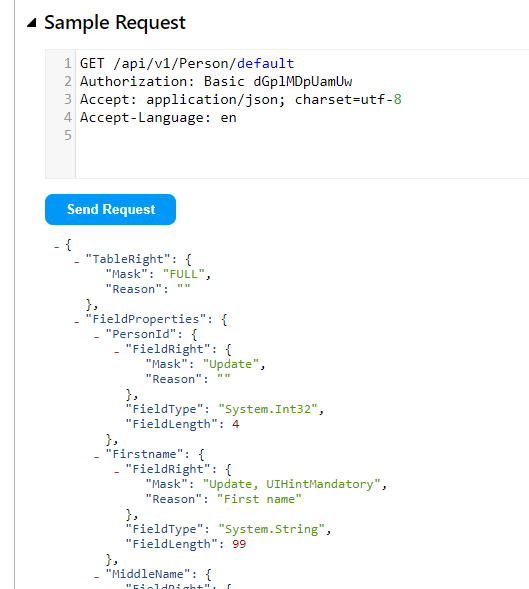 Sample Request
1 GET /api/v1/Person/default
2 Authorization: Basic dGplMDpUamUw
3 Accept: application/json; charset=utf-8
4 Accept-Language: en
5
Send Request
- {
- "TableRight": {
"Mask": "FULL",
"Reason": ""
},
- "FieldProperties": {
- "PersonId": {
- "FieldRight": {
"Mask": "Update",
"Reason": ""
},
"FieldType": "System.Int32",
"FieldLength": 4
},
- "Firstname": {
- "FieldRight": {
"Mask": "Update, UIHintMandatory",
"Reason": "First name"
},
"FieldType": "System.String",
"FieldLength": 99
},
- "MiddleName": {
"FieldRight": {